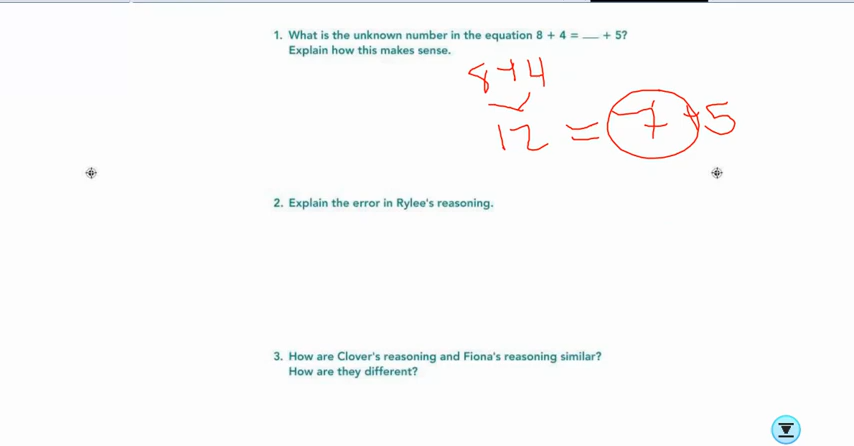 1. What is the unknown number in the equation 8 + 4 = __ + 5?
Explain how this makes sense.
8+4
12 = 7+5
2. Explain the error in Rylee's reasoning.
3. How are Clover's reasoning and Fiona's reasoning similar?
How are they different?